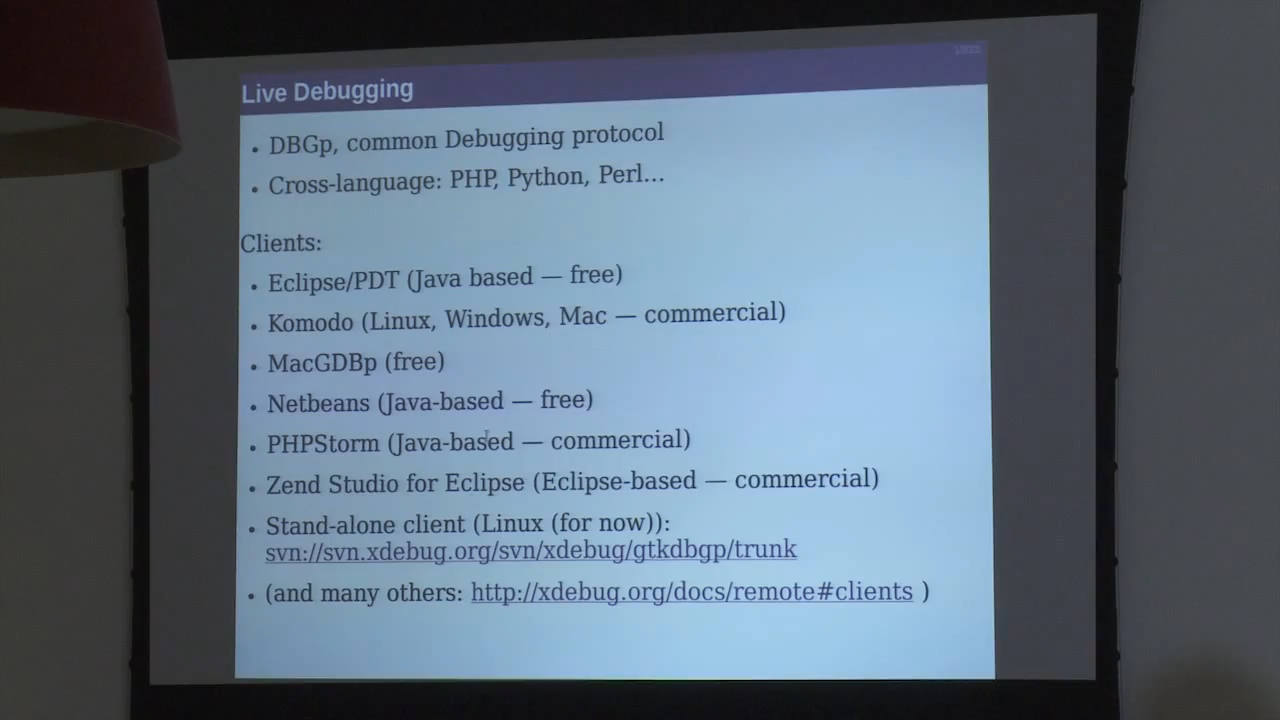 Live Debugging
• DBGp, common Debugging protocol
• Cross-language: PHP, Python, Perl...
Clients:
• Eclipse/PDT (Java based — free)
• Komodo (Linux, Windows, Mac — commercial)
• MacGDBp (free)
• Netbeans (Java-based — free)
• PHPStorm (Java-based — commercial)
• Zend Studio for Eclipse (Eclipse-based — commercial)
• Stand-alone client (Linux (for now)):
svn://svn.xdebug.org/svn/xdebug/gtkdbgp/trunk
• (and many others: http://xdebug.org/docs/remote#clients )